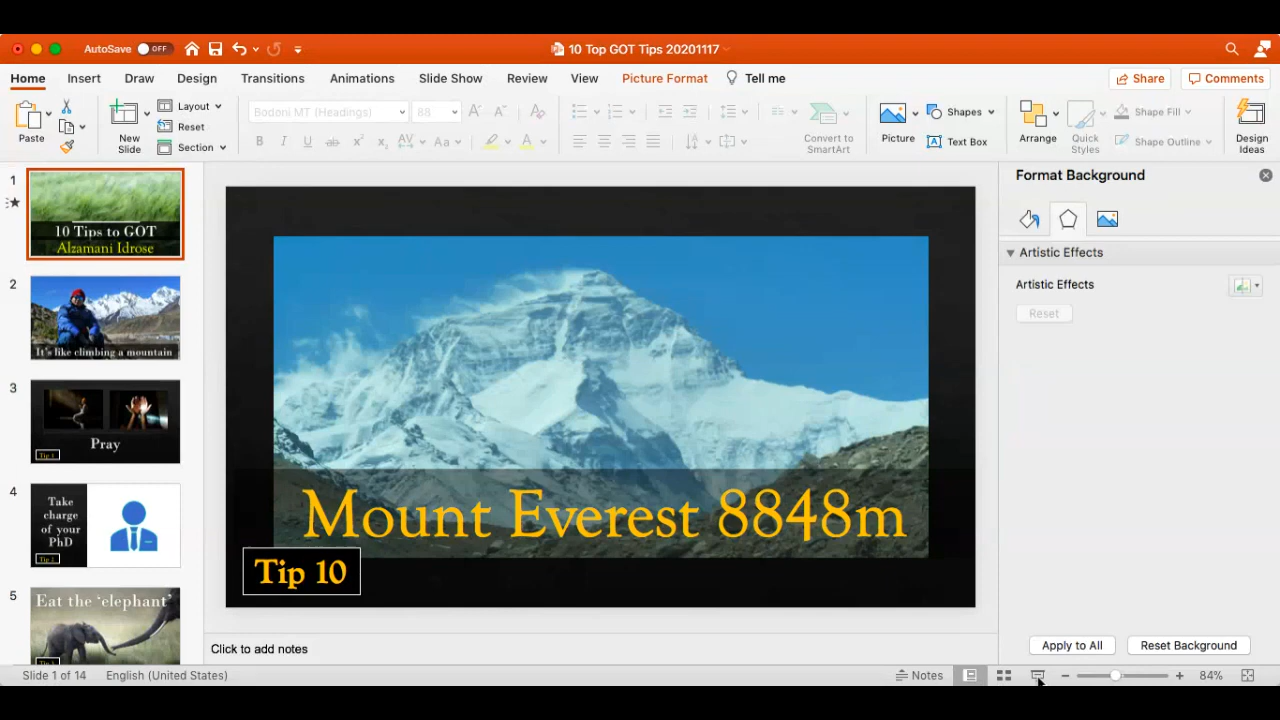 AutoSave OFF
10 Top GOT Tips 20201117
Home Insert Draw Design Transitions Animations Slide Show Review View Picture Format Tell me
Share Comments
Paste
New
Slide
Layout
Reset
Section
Bodoni MT (Headings) 88
Convert to
SmartArt
Picture
Shapes
Text Box
Arrange
Quick
Styles
Shape Fill
Shape Outline
Design
Ideas
1
10 Tips to GOT
Alzamani Idrose
2
It's like climbing a mountain
3
Pray
Tip 1
4
Take
charge
of your
PhD
5
Eat the ‘elephant’
Mount Everest 8848m
Tip 10
Click to add notes
Format Background
Artistic Effects
Artistic Effects
Reset
Apply to All Reset Background
Slide 1 of 14 English (United States) Notes 84%